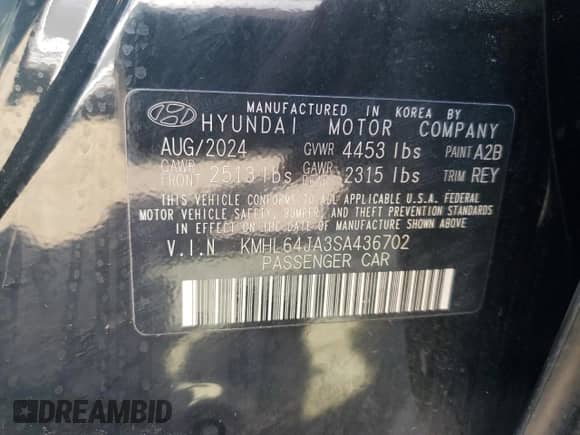 MANUFACTURED IN KOREA BY
HYUNDAI MOTOR COMPANY
AUG/2024 GVWR 4453 lbs PAINT A2B
GAWR FRONT 2513 lbs GAWR REAR 2315 lbs TRIM REY
THIS VEHICLE CONFORMS TO ALL APPLICABLE U.S.A. FEDERAL
MOTOR VEHICLE SAFETY, BUMPER, AND THEFT PREVENTION
STANDARDS IN EFFECT ON THE DATE OF MANUFACTURE SHOWN ABOVE
V.I.N KMHL64JA3SA436702
PASSENGER CAR
DREAMBID